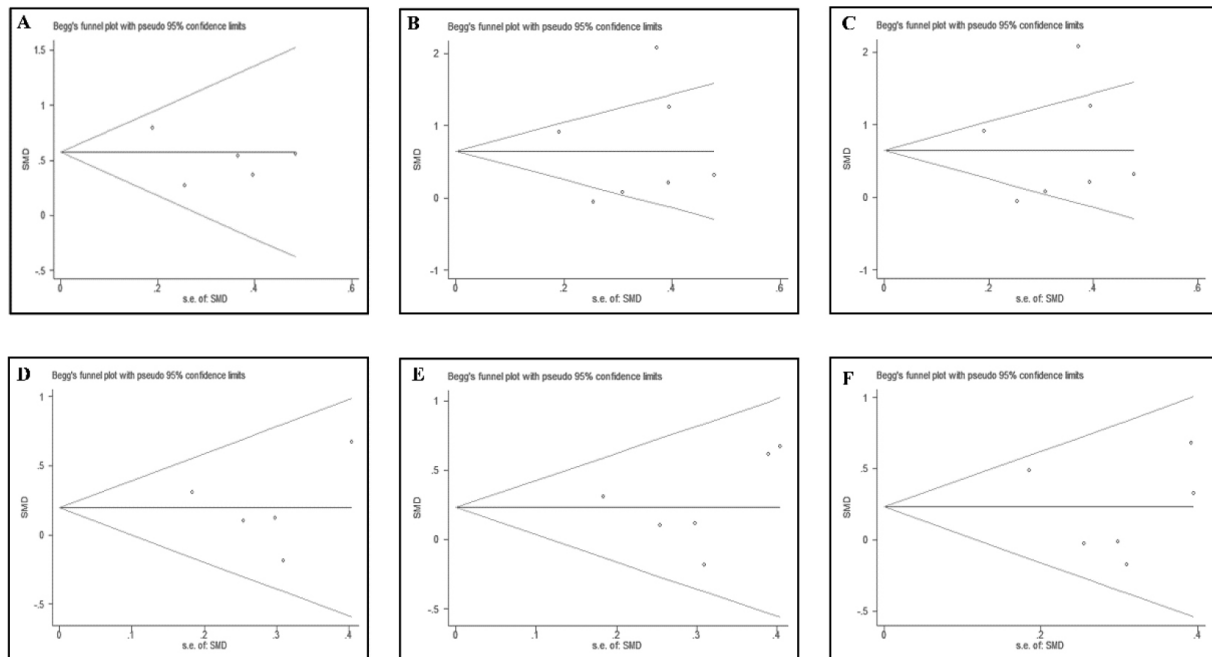 A
Begg's funnel plot with pseudo 95% confidence limits
1.5
1
.5
0
-.5
SMD
0
.2
.4
.6
s.e. of: SMD
B
Begg's funnel plot with pseudo 95% confidence limits
2
1
0
-1
SMD
0
.2
.4
.6
s.e. of: SMD
C
Begg's funnel plot with pseudo 95% confidence limits
2
1
0
-1
SMD
0
.2
.4
.6
s.e. of: SMD
D
Begg's funnel plot with pseudo 95% confidence limits
1
.5
0
-.5
SMD
0
.1
.2
.3
.4
s.e. of: SMD
E
Begg's funnel plot with pseudo 95% confidence limits
1
.5
0
-.5
SMD
0
.1
.2
.3
.4
s.e. of: SMD
F
Begg's funnel plot with pseudo 95% confidence limits
1
.5
0
-.5
SMD
0
.2
.4
s.e. of: SMD